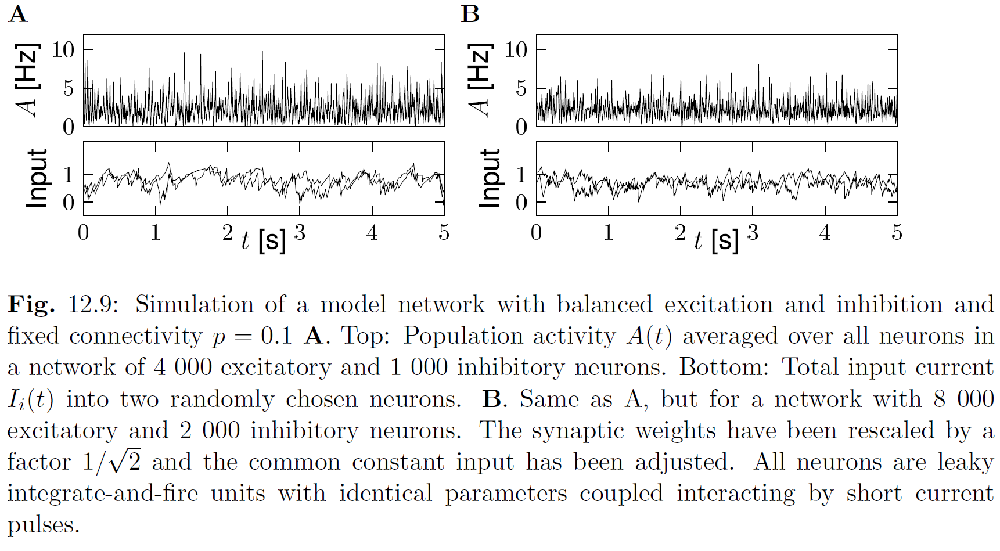 A
B
A [Hz]
10
5
0
Input
1
0
0 1 2 3 4 5
t [s]
A [Hz]
10
5
0
Input
1
0
0 1 2 3 4 5
t [s]
Fig. 12.9: Simulation of a model network with balanced excitation and inhibition and
fixed connectivity p = 0.1 A. Top: Population activity A(t) averaged over all neurons in
a network of 4 000 excitatory and 1 000 inhibitory neurons. Bottom: Total input current
I_i(t) into two randomly chosen neurons. B. Same as A, but for a network with 8 000
excitatory and 2 000 inhibitory neurons. The synaptic weights have been rescaled by a
factor 1/√2 and the common constant input has been adjusted. All neurons are leaky
integrate-and-fire units with identical parameters coupled interacting by short current
pulses.